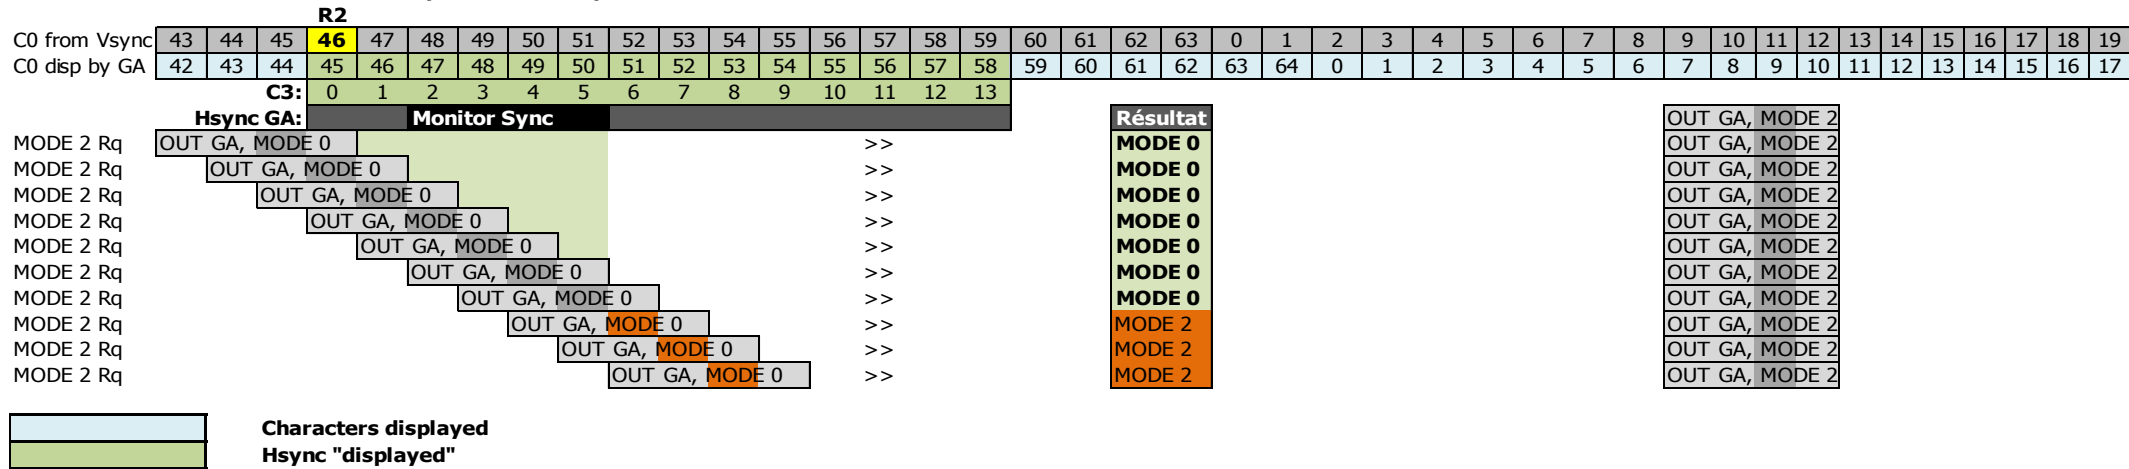 R2
C0 from Vsync 43 44 45 46 47 48 49 50 51 52 53 54 55 56 57 58 59 60 61 62 63 0 1 2 3 4 5 6 7 8 9 10 11 12 13 14 15 16 17 18 19
C0 disp by GA 42 43 44 45 46 47 48 49 50 51 52 53 54 55 56 57 58 59 60 61 62 63 64 0 1 2 3 4 5 6 7 8 9 10 11 12 13 14 15 16 17
C3: 0 1 2 3 4 5 6 7 8 9 10 11 12 13
Hsync GA: Monitor Sync Résultat OUT GA, MODE 2
MODE 2 Rq OUT GA, MODE 0 >> MODE 0 OUT GA, MODE 2
MODE 2 Rq OUT GA, MODE 0 >> MODE 0 OUT GA, MODE 2
MODE 2 Rq OUT GA, MODE 0 >> MODE 0 OUT GA, MODE 2
MODE 2 Rq OUT GA, MODE 0 >> MODE 0 OUT GA, MODE 2
MODE 2 Rq OUT GA, MODE 0 >> MODE 0 OUT GA, MODE 2
MODE 2 Rq OUT GA, MODE 0 >> MODE 0 OUT GA, MODE 2
MODE 2 Rq OUT GA, MODE 0 >> MODE 0 OUT GA, MODE 2
MODE 2 Rq OUT GA, MODE 0 >> MODE 2 OUT GA, MODE 2
MODE 2 Rq OUT GA, MODE 0 >> MODE 2 OUT GA, MODE 2
MODE 2 Rq OUT GA, MODE 0 >> MODE 2 OUT GA, MODE 2
Characters displayed
Hsync "displayed"